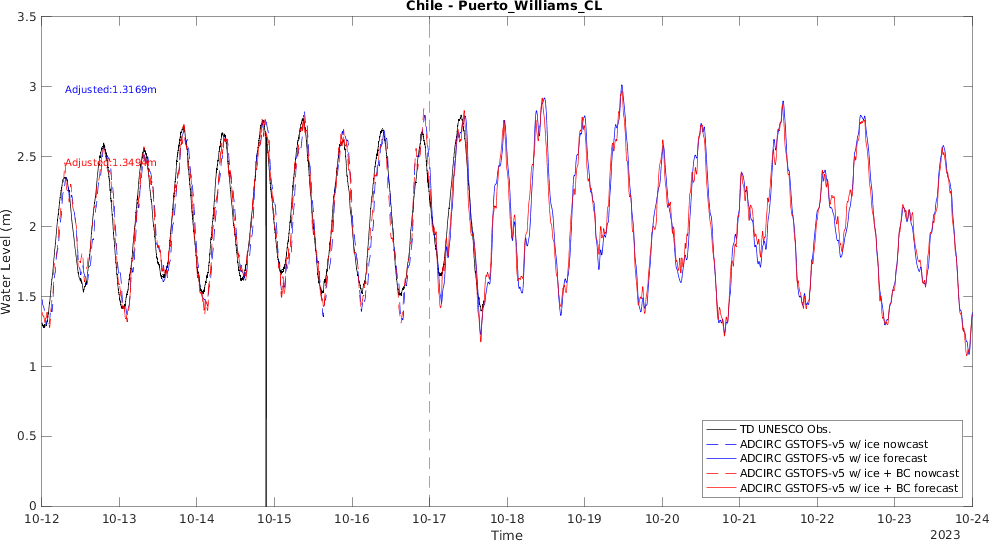 Chile - Puerto_Williams_CL
3.5
3
2.5
2
1.5
1
0.5
0
Water Level (m)
Adjusted:1.3169m
Adjusted:1.3494m
TD UNESCO Obs.
ADCIRC GSTOFS-v5 w/ ice nowcast
ADCIRC GSTOFS-v5 w/ ice forecast
ADCIRC GSTOFS-v5 w/ ice + BC nowcast
ADCIRC GSTOFS-v5 w/ ice + BC forecast
10-12 10-13 10-14 10-15 10-16 10-17 10-18 10-19 10-20 10-21 10-22 10-23 10-24
Time
2023